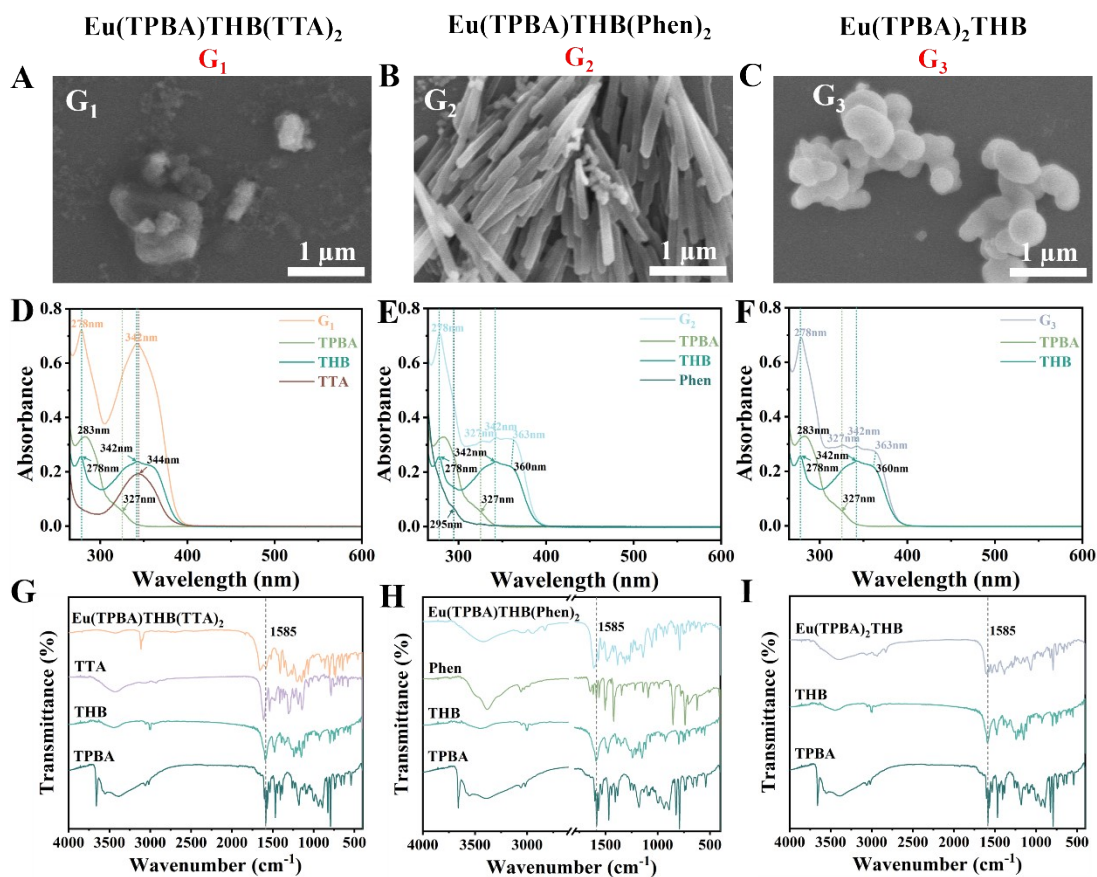 Eu(TPBA)THB(TTA)₂
Eu(TPBA)THB(Phen)₂
Eu(TPBA)₂THB
G₁
G₂
G₃
A
G₁
1 μm
B
G₂
1 μm
C
G₃
1 μm
D
0.8
0.6
0.4
0.2
0.0
Absorbance
278nm
342nm
G₁
TPBA
THB
TTA
283nm
342nm
344nm
278nm
327nm
300
400
500
600
Wavelength (nm)
E
0.8
0.6
0.4
0.2
0.0
Absorbance
278nm
G₂
TPBA
THB
Phen
342nm
327nm
363nm
342nm
278nm
360nm
327nm
295nm
300
400
500
600
Wavelength (nm)
F
0.8
0.6
0.4
0.2
0.0
Absorbance
278nm
G₃
TPBA
THB
342nm
327nm
363nm
283nm
342nm
278nm
360nm
327nm
300
400
500
600
Wavelength (nm)
G
Transmittance (%)
Eu(TPBA)THB(TTA)₂
1585
TTA
THB
TPBA
4000 3500 3000 2500 2000 1500 1000 500
Wavenumber (cm⁻¹)
H
Transmittance (%)
Eu(TPBA)THB(Phen)₂
1585
Phen
THB
TPBA
4000 3500 3000 1500 1000 500
Wavenumber (cm⁻¹)
I
Transmittance (%)
Eu(TPBA)₂THB
1585
THB
TPBA
4000 3500 3000 2500 2000 1500 1000 500
Wavenumber (cm⁻¹)